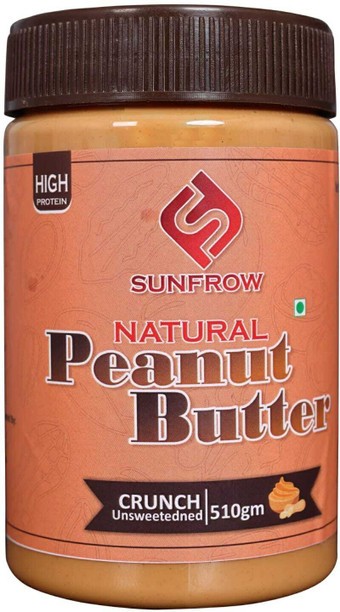 HIGH
PROTEIN
SUNFROW
NATURAL
Peanut
Butter
CRUNCH
Unsweetedned
510gm